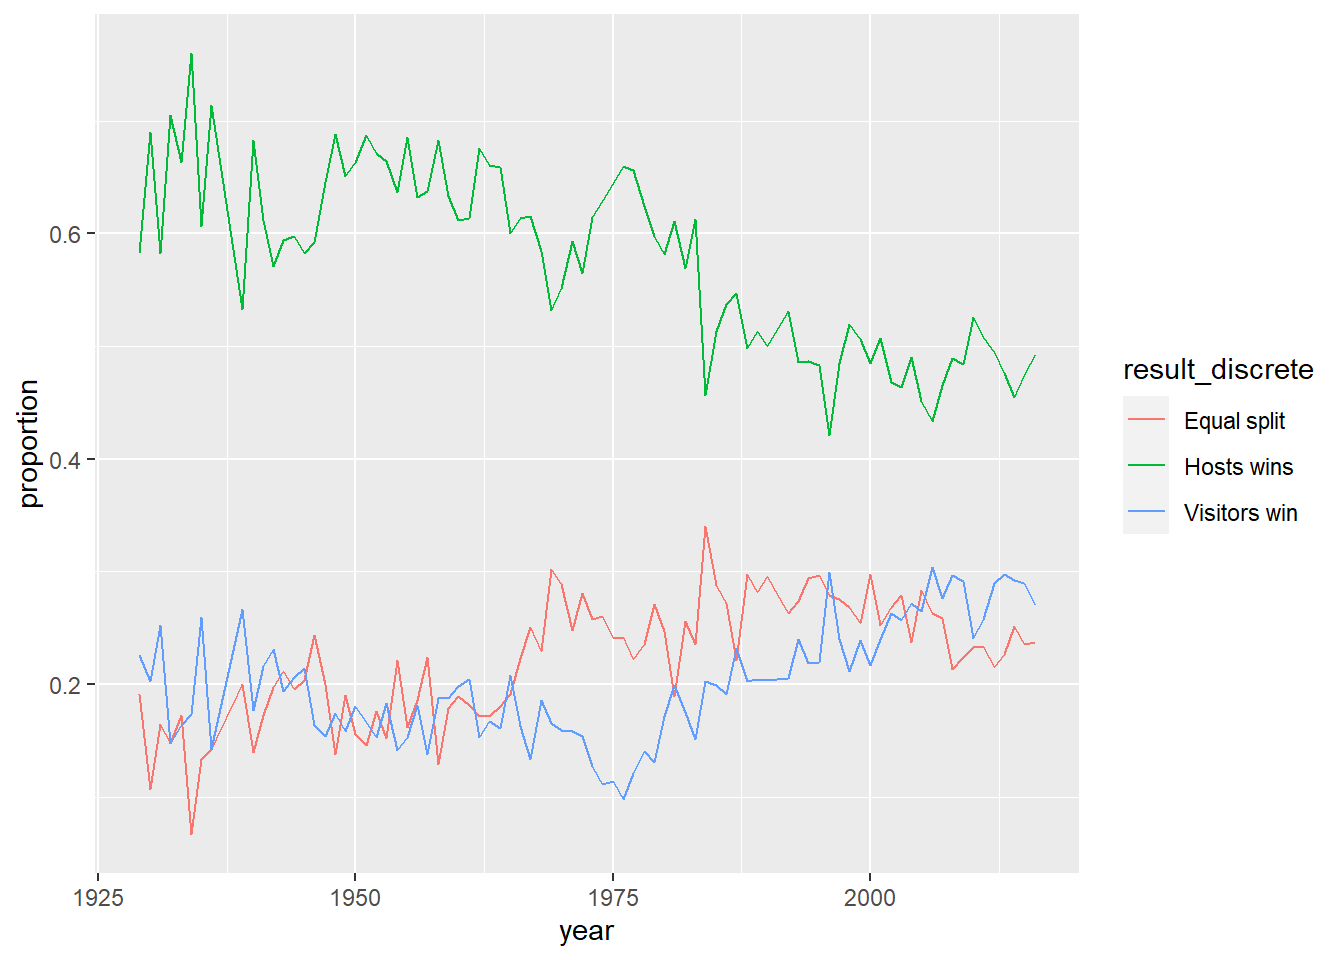 0.6
0.4
0.2
proportion
1925 1950 1975 2000
year
result_discrete
Equal split
Hosts wins
Visitors win